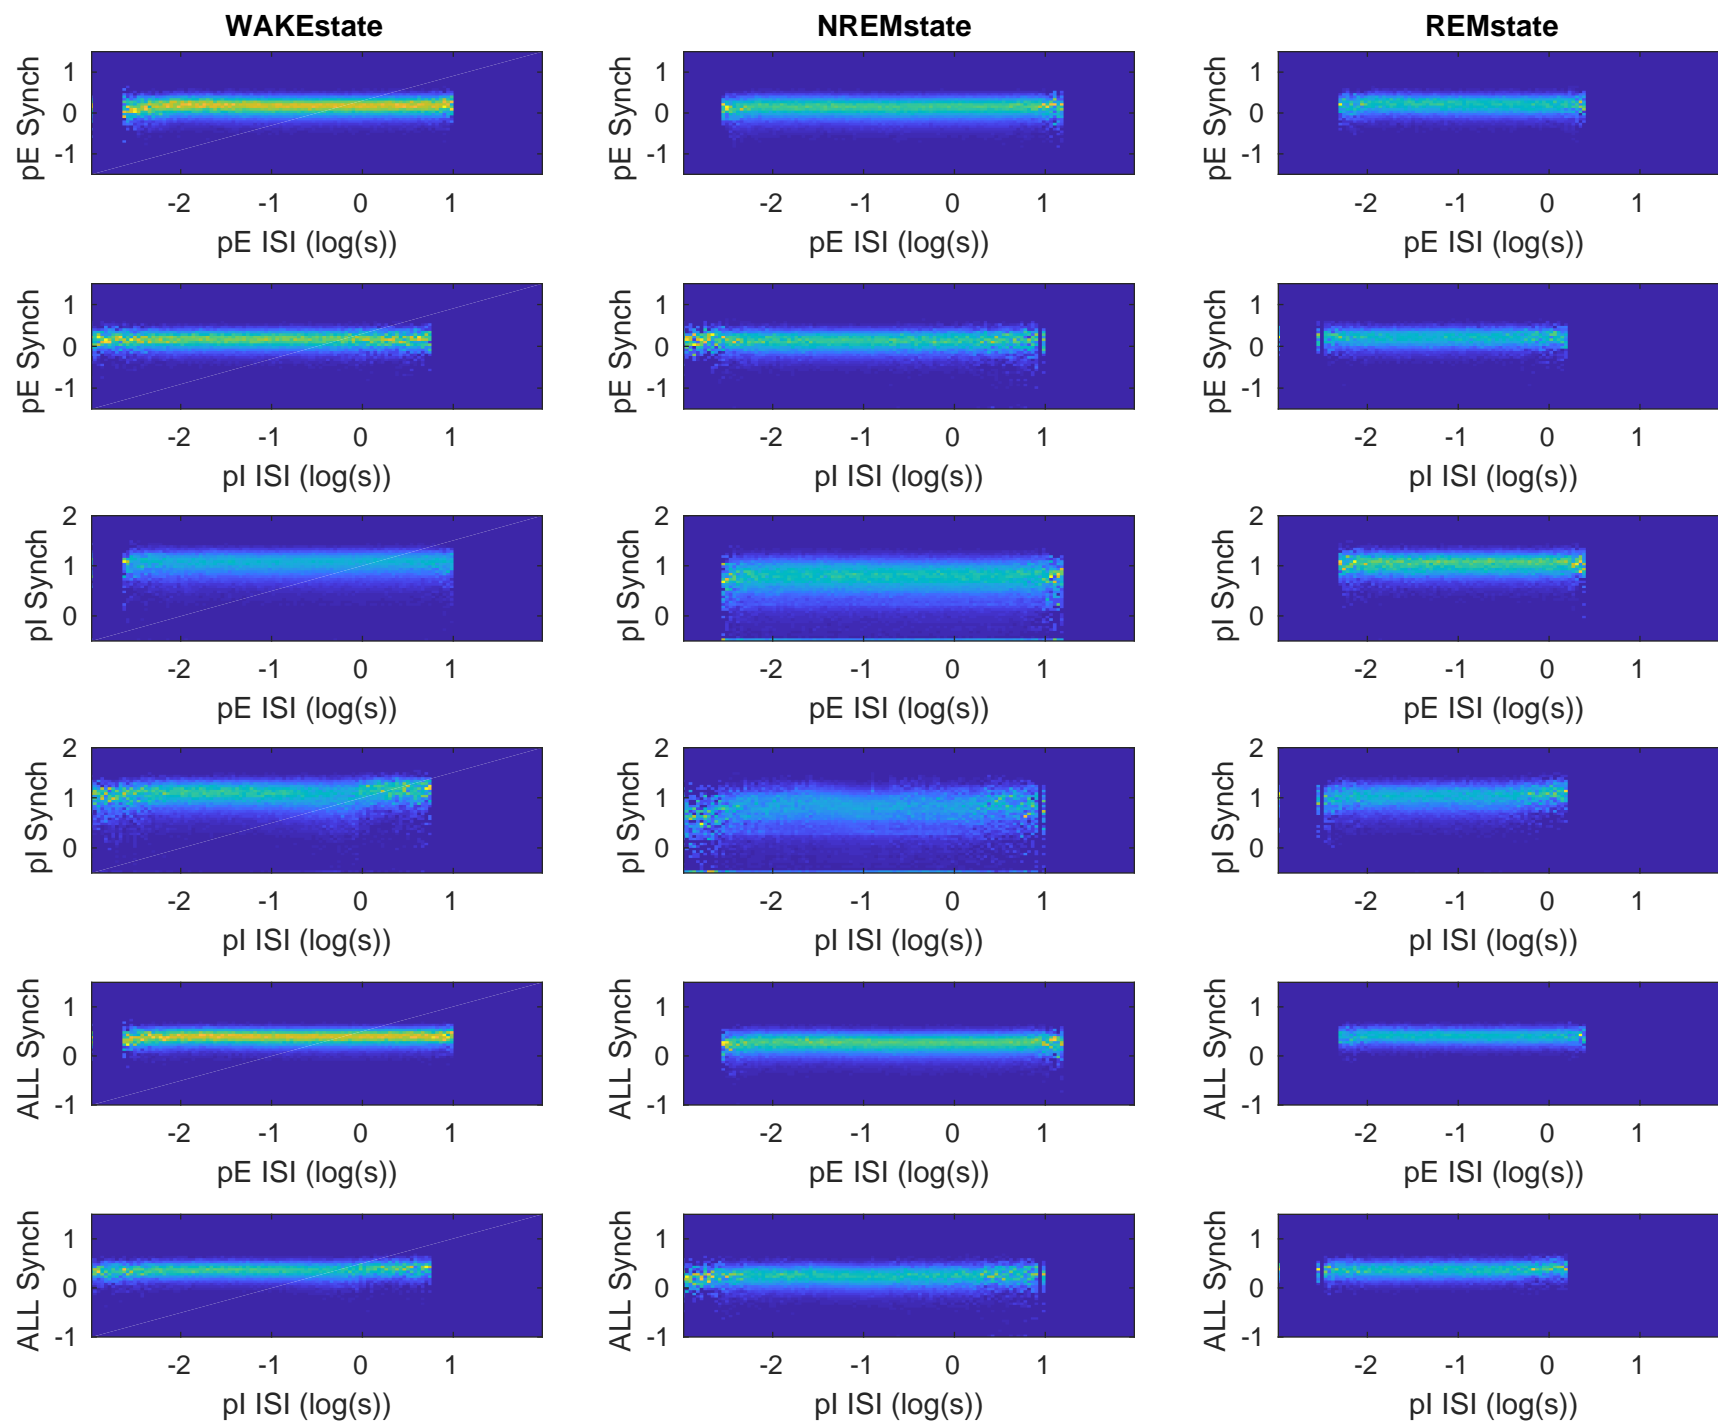 WAKEstate NREMstate REMstate
1 1 1
pE Synch pE Synch pE Synch
0 0 0
-1 -1 -1
-2 -1 0 1 -2 -1 0 1 -2 -1 0 1
pE ISI (log(s)) pE ISI (log(s)) pE ISI (log(s))
1 1 1
pE Synch pE Synch pE Synch
0 0 0
-1 -1 -1
-2 -1 0 1 -2 -1 0 1 -2 -1 0 1
pI ISI (log(s)) pI ISI (log(s)) pI ISI (log(s))
2 2 2
pI Synch pI Synch pI Synch
1 1 1
0 0 0
-2 -1 0 1 -2 -1 0 1 -2 -1 0 1
pE ISI (log(s)) pE ISI (log(s)) pE ISI (log(s))
2 2 2
pI Synch pI Synch pI Synch
1 1 1
0 0 0
-2 -1 0 1 -2 -1 0 1 -2 -1 0 1
pI ISI (log(s)) pI ISI (log(s)) pI ISI (log(s))
1 1 1
ALL Synch ALL Synch ALL Synch
0 0 0
-1 -1 -1
-2 -1 0 1 -2 -1 0 1 -2 -1 0 1
pE ISI (log(s)) pE ISI (log(s)) pE ISI (log(s))
1 1 1
ALL Synch ALL Synch ALL Synch
0 0 0
-1 -1 -1
-2 -1 0 1 -2 -1 0 1 -2 -1 0 1
pI ISI (log(s)) pI ISI (log(s)) pI ISI (log(s))